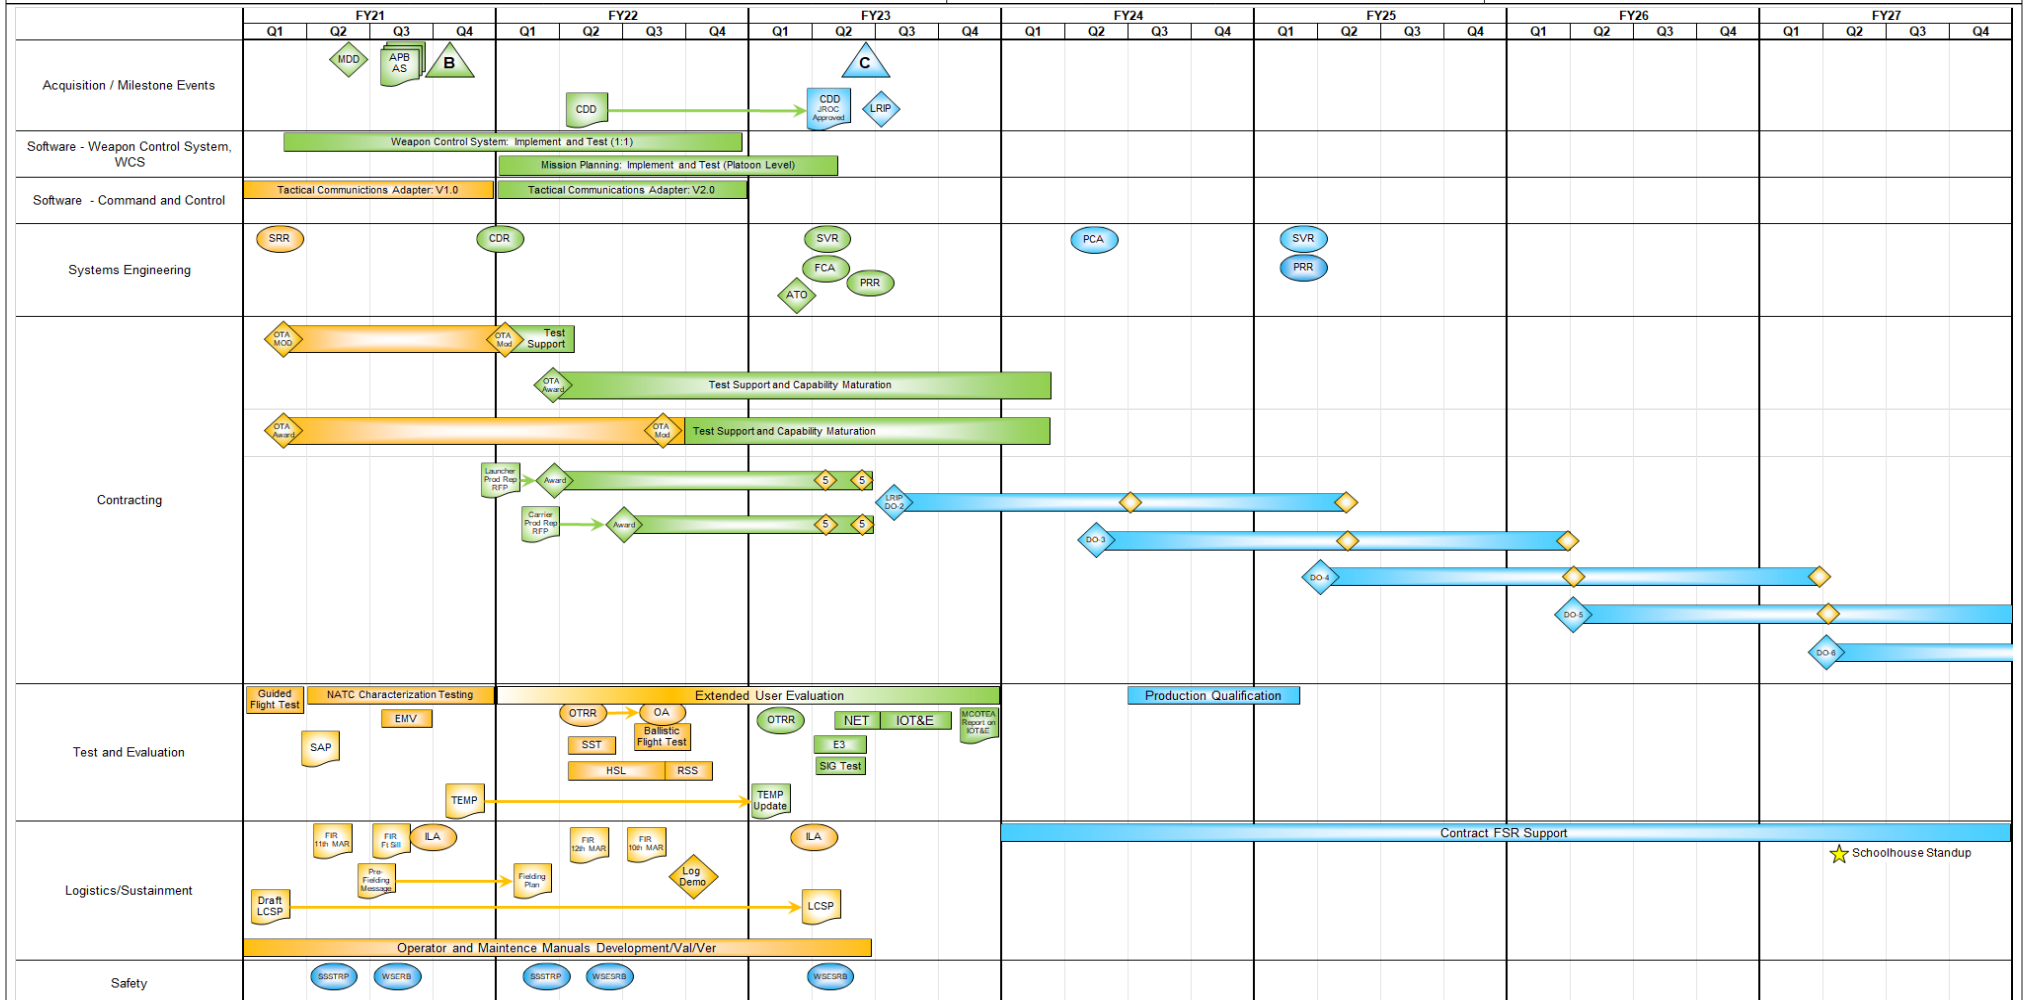 FY21 FY22 FY23 FY24 FY25 FY26 FY27
Q1 Q2 Q3 Q4 Q1 Q2 Q3 Q4 Q1 Q2 Q3 Q4 Q1 Q2 Q3 Q4 Q1 Q2 Q3 Q4 Q1 Q2 Q3 Q4 Q1 Q2 Q3 Q4
Acquisition / Milestone Events
MDD
APB
AS
B
C
CDD
CDD
JROC
Approved
LRIP
Software - Weapon Control System,
WCS
Weapon Control System: Implement and Test (1:1)
Mission Planning: Implement and Test (Platoon Level)
Software - Command and Control
Tactical Communictions Adapter: V1.0
Tactical Communications Adapter: V2.0
Systems Engineering
SRR
CDR
SVR
FCA
PRR
ATO
PCA
SVR
PRR
Contracting
OTA
MOD
OTA
Mod
Test
Support
OTA
Award
Test Support and Capability Maturation
OTA
Award
OTA
Mod
Test Support and Capability Maturation
Launcher
Prod Rep
RFP
Award
5
5
LRIP
DO-2
Carrier
Prod Rep
RFP
Award
5
5
DO-3
DO-4
DO-5
DO-6
Test and Evaluation
Guided
Flight Test
NATC Characterization Testing
Extended User Evaluation
Production Qualification
EMV
OTRR
OA
OTRR
NET
IOT&E
MCOTEA
Report on
IOT&E
SAP
SST
Ballistic
Flight Test
E3
HSL
RSS
SIG Test
TEMP
TEMP
Update
Logistics/Sustainment
FIR
11th MAR
FIR
Ft Sill
ILA
FIR
12th MAR
FIR
10th MAR
ILA
Contract FSR Support
Schoolhouse Standup
Pre-
Fielding
Message
Fielding
Plan
Log
Demo
Draft
LCSP
LCSP
Operator and Maintence Manuals Development/Val/Ver
Safety
SSSTRP
WSERB
SSSTRP
WSESRB
WSESRB